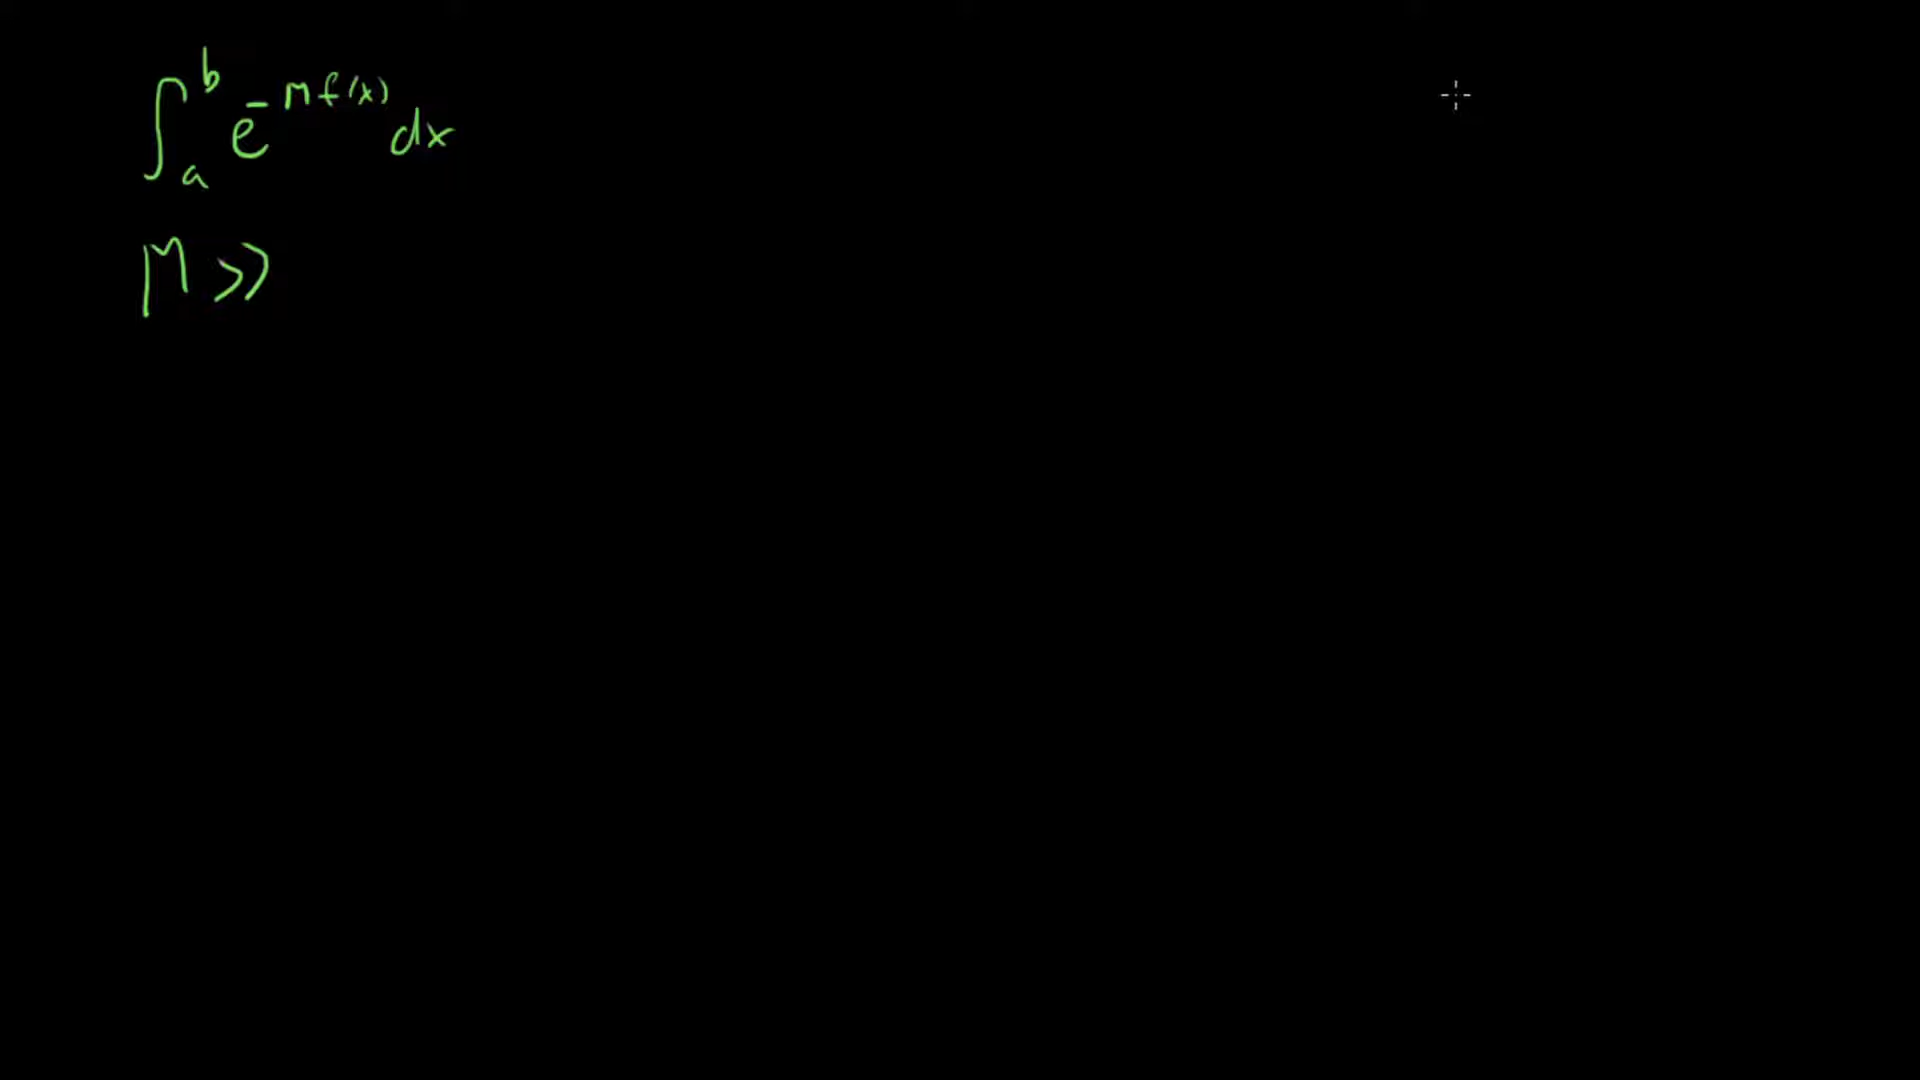 ∫_a^b e^{-Mf(x)} dx
M >>